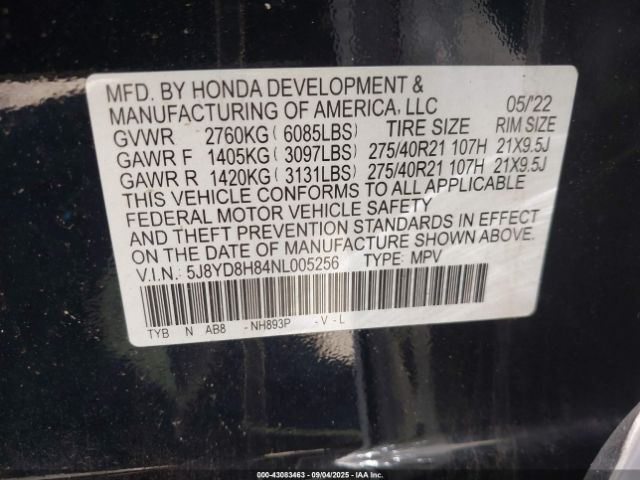 MFD. BY HONDA DEVELOPMENT &
MANUFACTURING OF AMERICA, LLC 05/'22
GVWR 2760KG ( 6085LBS) TIRE SIZE RIM SIZE
GAWR F 1405KG ( 3097LBS) 275/40R21 107H 21X9.5J
GAWR R 1420KG ( 3131LBS) 275/40R21 107H 21X9.5J
THIS VEHICLE CONFORMS TO ALL APPLICABLE
FEDERAL MOTOR VEHICLE SAFETY
AND THEFT PREVENTION STANDARDS IN EFFECT
ON THE DATE OF MANUFACTURE SHOWN ABOVE.
V.I.N.: 5J8YD8H84NL005256 TYPE: MPV
TYB N AB8 - NH893P - V - L
000-43083463 - 09/04/2025 - © IAA Inc.